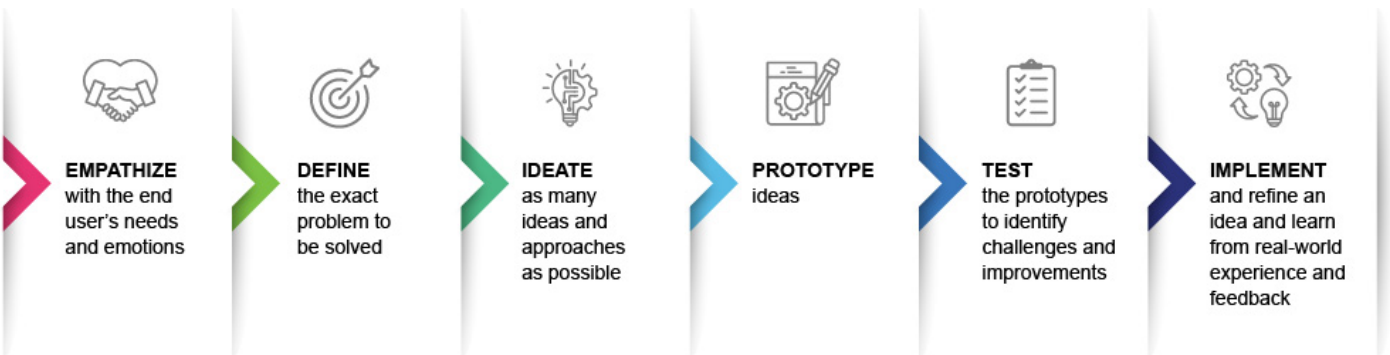 EMPATHIZE
with the end
user's needs
and emotions
DEFINE
the exact
problem to
be solved
IDEATE
as many
ideas and
approaches
as possible
PROTOTYPE
ideas
TEST
the prototypes
to identify
challenges and
improvements
IMPLEMENT
and refine an
idea and learn
from real-world
experience and
feedback